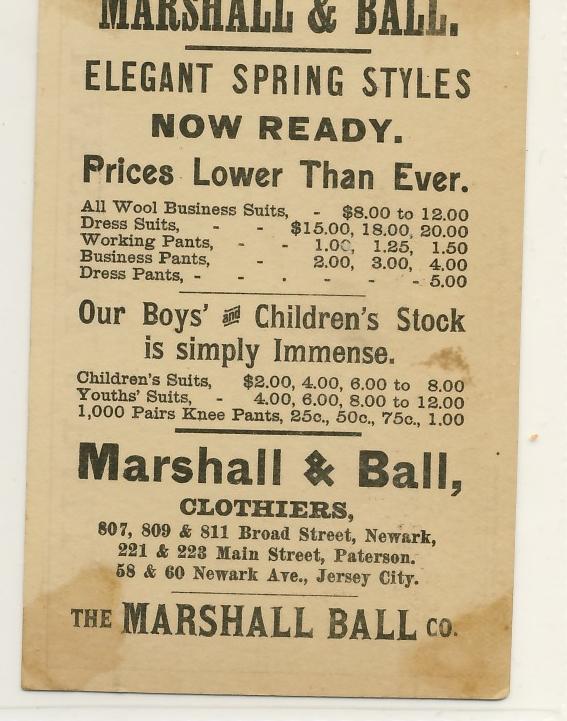 MARSHALL & BALL.
ELEGANT SPRING STYLES
NOW READY.
Prices Lower Than Ever.
All Wool Business Suits, - $8.00 to 12.00
Dress Suits, - - $15.00, 18.00, 20.00
Working Pants, - - 1.00, 1.25, 1.50
Business Pants, - 2.00, 3.00, 4.00
Dress Pants, - - . - - - 5.00
Our Boys' and Children's Stock
is simply Immense.
Children's Suits, $2.00, 4.00, 6.00 to 8.00
Youths' Suits, - 4.00, 6.00, 8.00 to 12.00
1,000 Pairs Knee Pants, 25c., 50c., 75c., 1.00
Marshall & Ball,
CLOTHIERS,
807, 809 & 811 Broad Street, Newark,
221 & 223 Main Street, Paterson.
58 & 60 Newark Ave., Jersey City.
THE MARSHALL BALL CO.